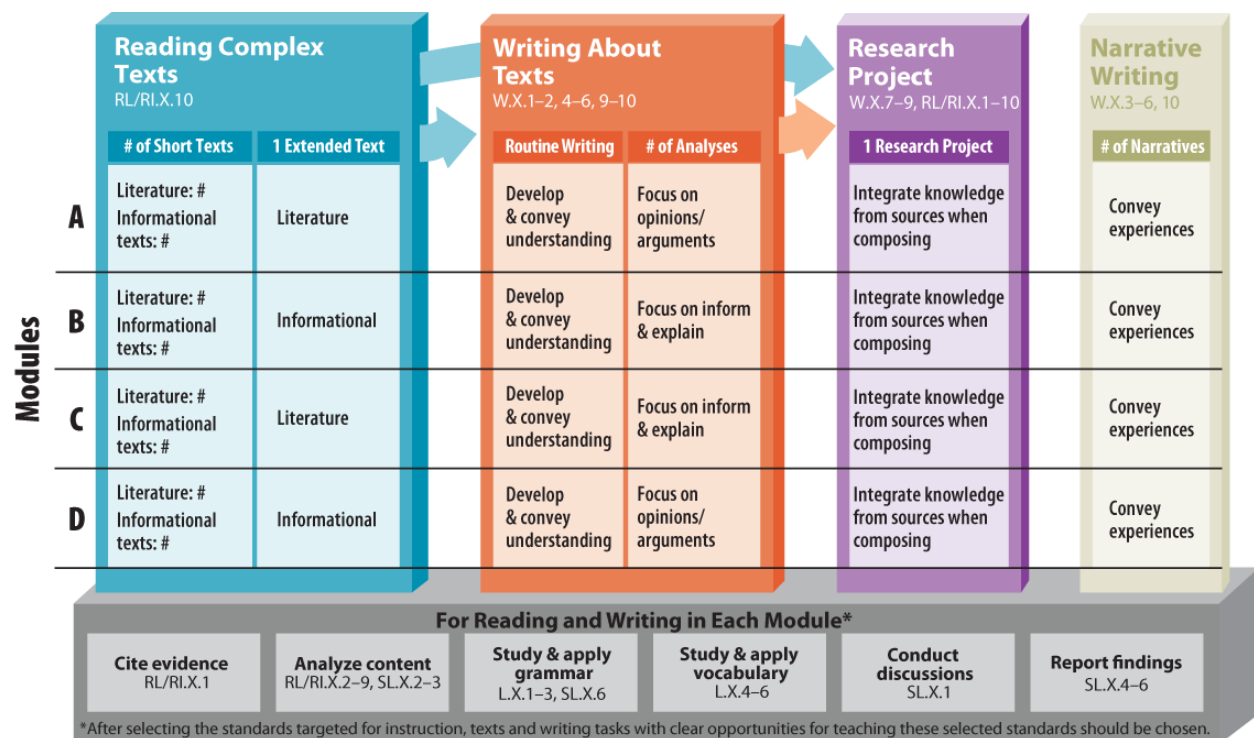 Reading Complex
Texts
RL/RI.X.10
Writing About
Texts
W.X.1–2, 4–6, 9–10
Research
Project
W.X.7–9, RL/RI.X.1–10
Narrative
Writing
W.X.3–6, 10
# of Short Texts
1 Extended Text
Routine Writing
# of Analyses
1 Research Project
# of Narratives
Modules
A
Literature: #
Informational
texts: #
Literature
Develop
& convey
understanding
Focus on
opinions/
arguments
Integrate knowledge
from sources when
composing
Convey
experiences
B
Literature: #
Informational
texts: #
Informational
Develop
& convey
understanding
Focus on inform
& explain
Integrate knowledge
from sources when
composing
Convey
experiences
C
Literature: #
Informational
texts: #
Literature
Develop
& convey
understanding
Focus on inform
& explain
Integrate knowledge
from sources when
composing
Convey
experiences
D
Literature: #
Informational
texts: #
Informational
Develop
& convey
understanding
Focus on
opinions/
arguments
Integrate knowledge
from sources when
composing
Convey
experiences
For Reading and Writing in Each Module*
Cite evidence
RL/RI.X.1
Analyze content
RL/RI.X.2–9, SL.X.2–3
Study & apply
grammar
L.X.1–3, SL.X.6
Study & apply
vocabulary
L.X.4–6
Conduct
discussions
SL.X.1
Report findings
SL.X.4–6
*After selecting the standards targeted for instruction, texts and writing tasks with clear opportunities for teaching these selected standards should be chosen.